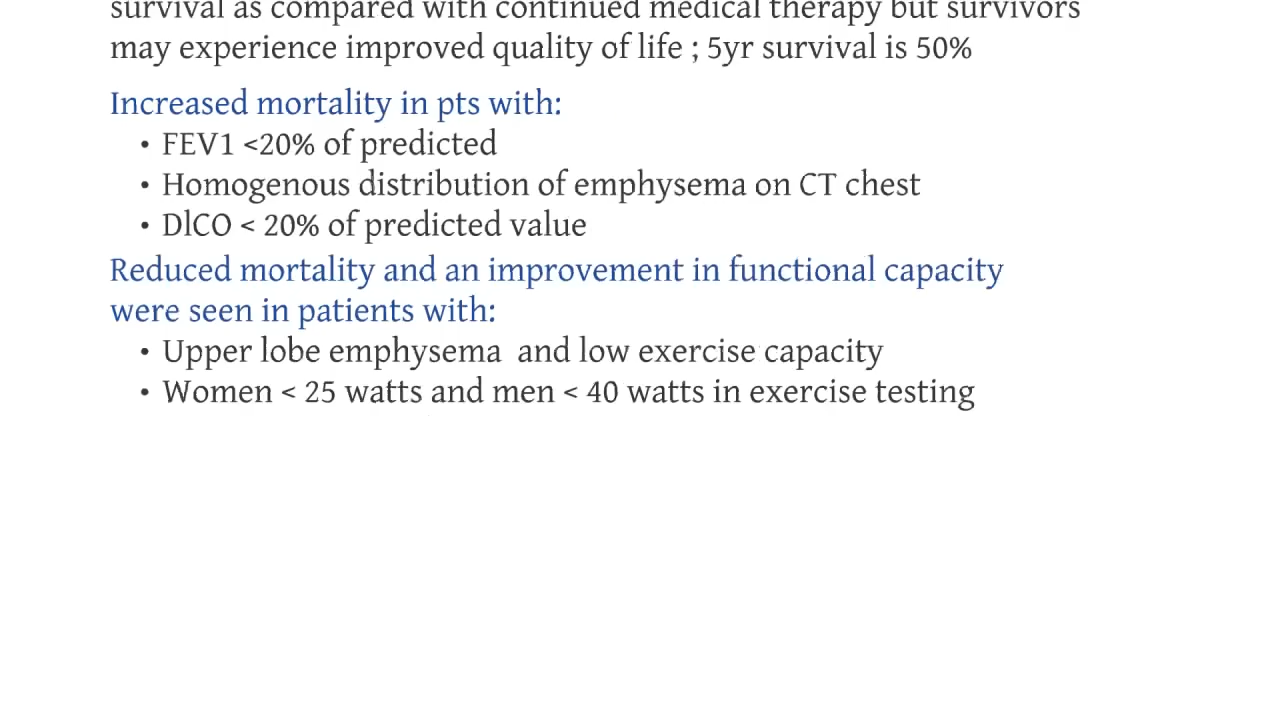 survival as compared with continued medical therapy but survivors
may experience improved quality of life ; 5yr survival is 50%
Increased mortality in pts with:
• FEV1 <20% of predicted
• Homogenous distribution of emphysema on CT chest
• DlCO < 20% of predicted value
Reduced mortality and an improvement in functional capacity
were seen in patients with:
• Upper lobe emphysema  and low exercise capacity
• Women < 25 watts and men < 40 watts in exercise testing